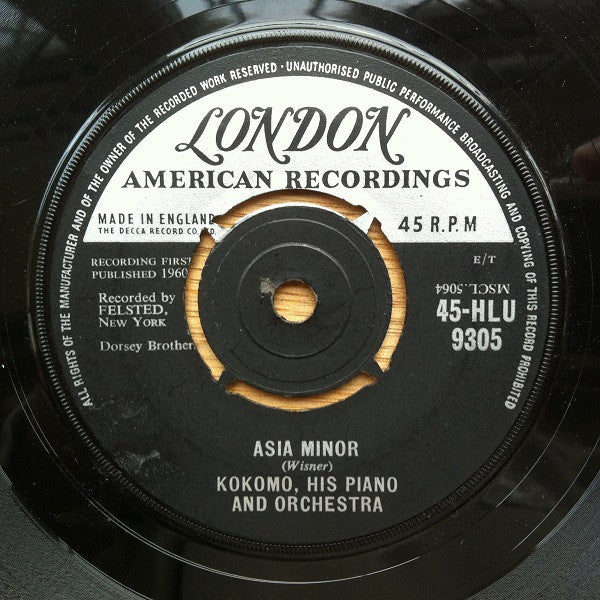 ALL RIGHTS OF THE MANUFACTURER AND OF THE OWNER OF THE RECORDED WORK RESERVED · UNAUTHORISED PUBLIC PERFORMANCE BROADCASTING AND COPYING OF THIS RECORD PROHIBITED
LONDON
AMERICAN RECORDINGS
MADE IN ENGLAND
THE DECCA RECORD CO. LTD.
45 R.P.M
RECORDING FIRST
PUBLISHED 1960
E/T
MSCL.5064
Recorded by
FELSTED,
New York
45-HLU
9305
Dorsey Brother
ASIA MINOR
(Wisner)
KOKOMO, HIS PIANO
AND ORCHESTRA